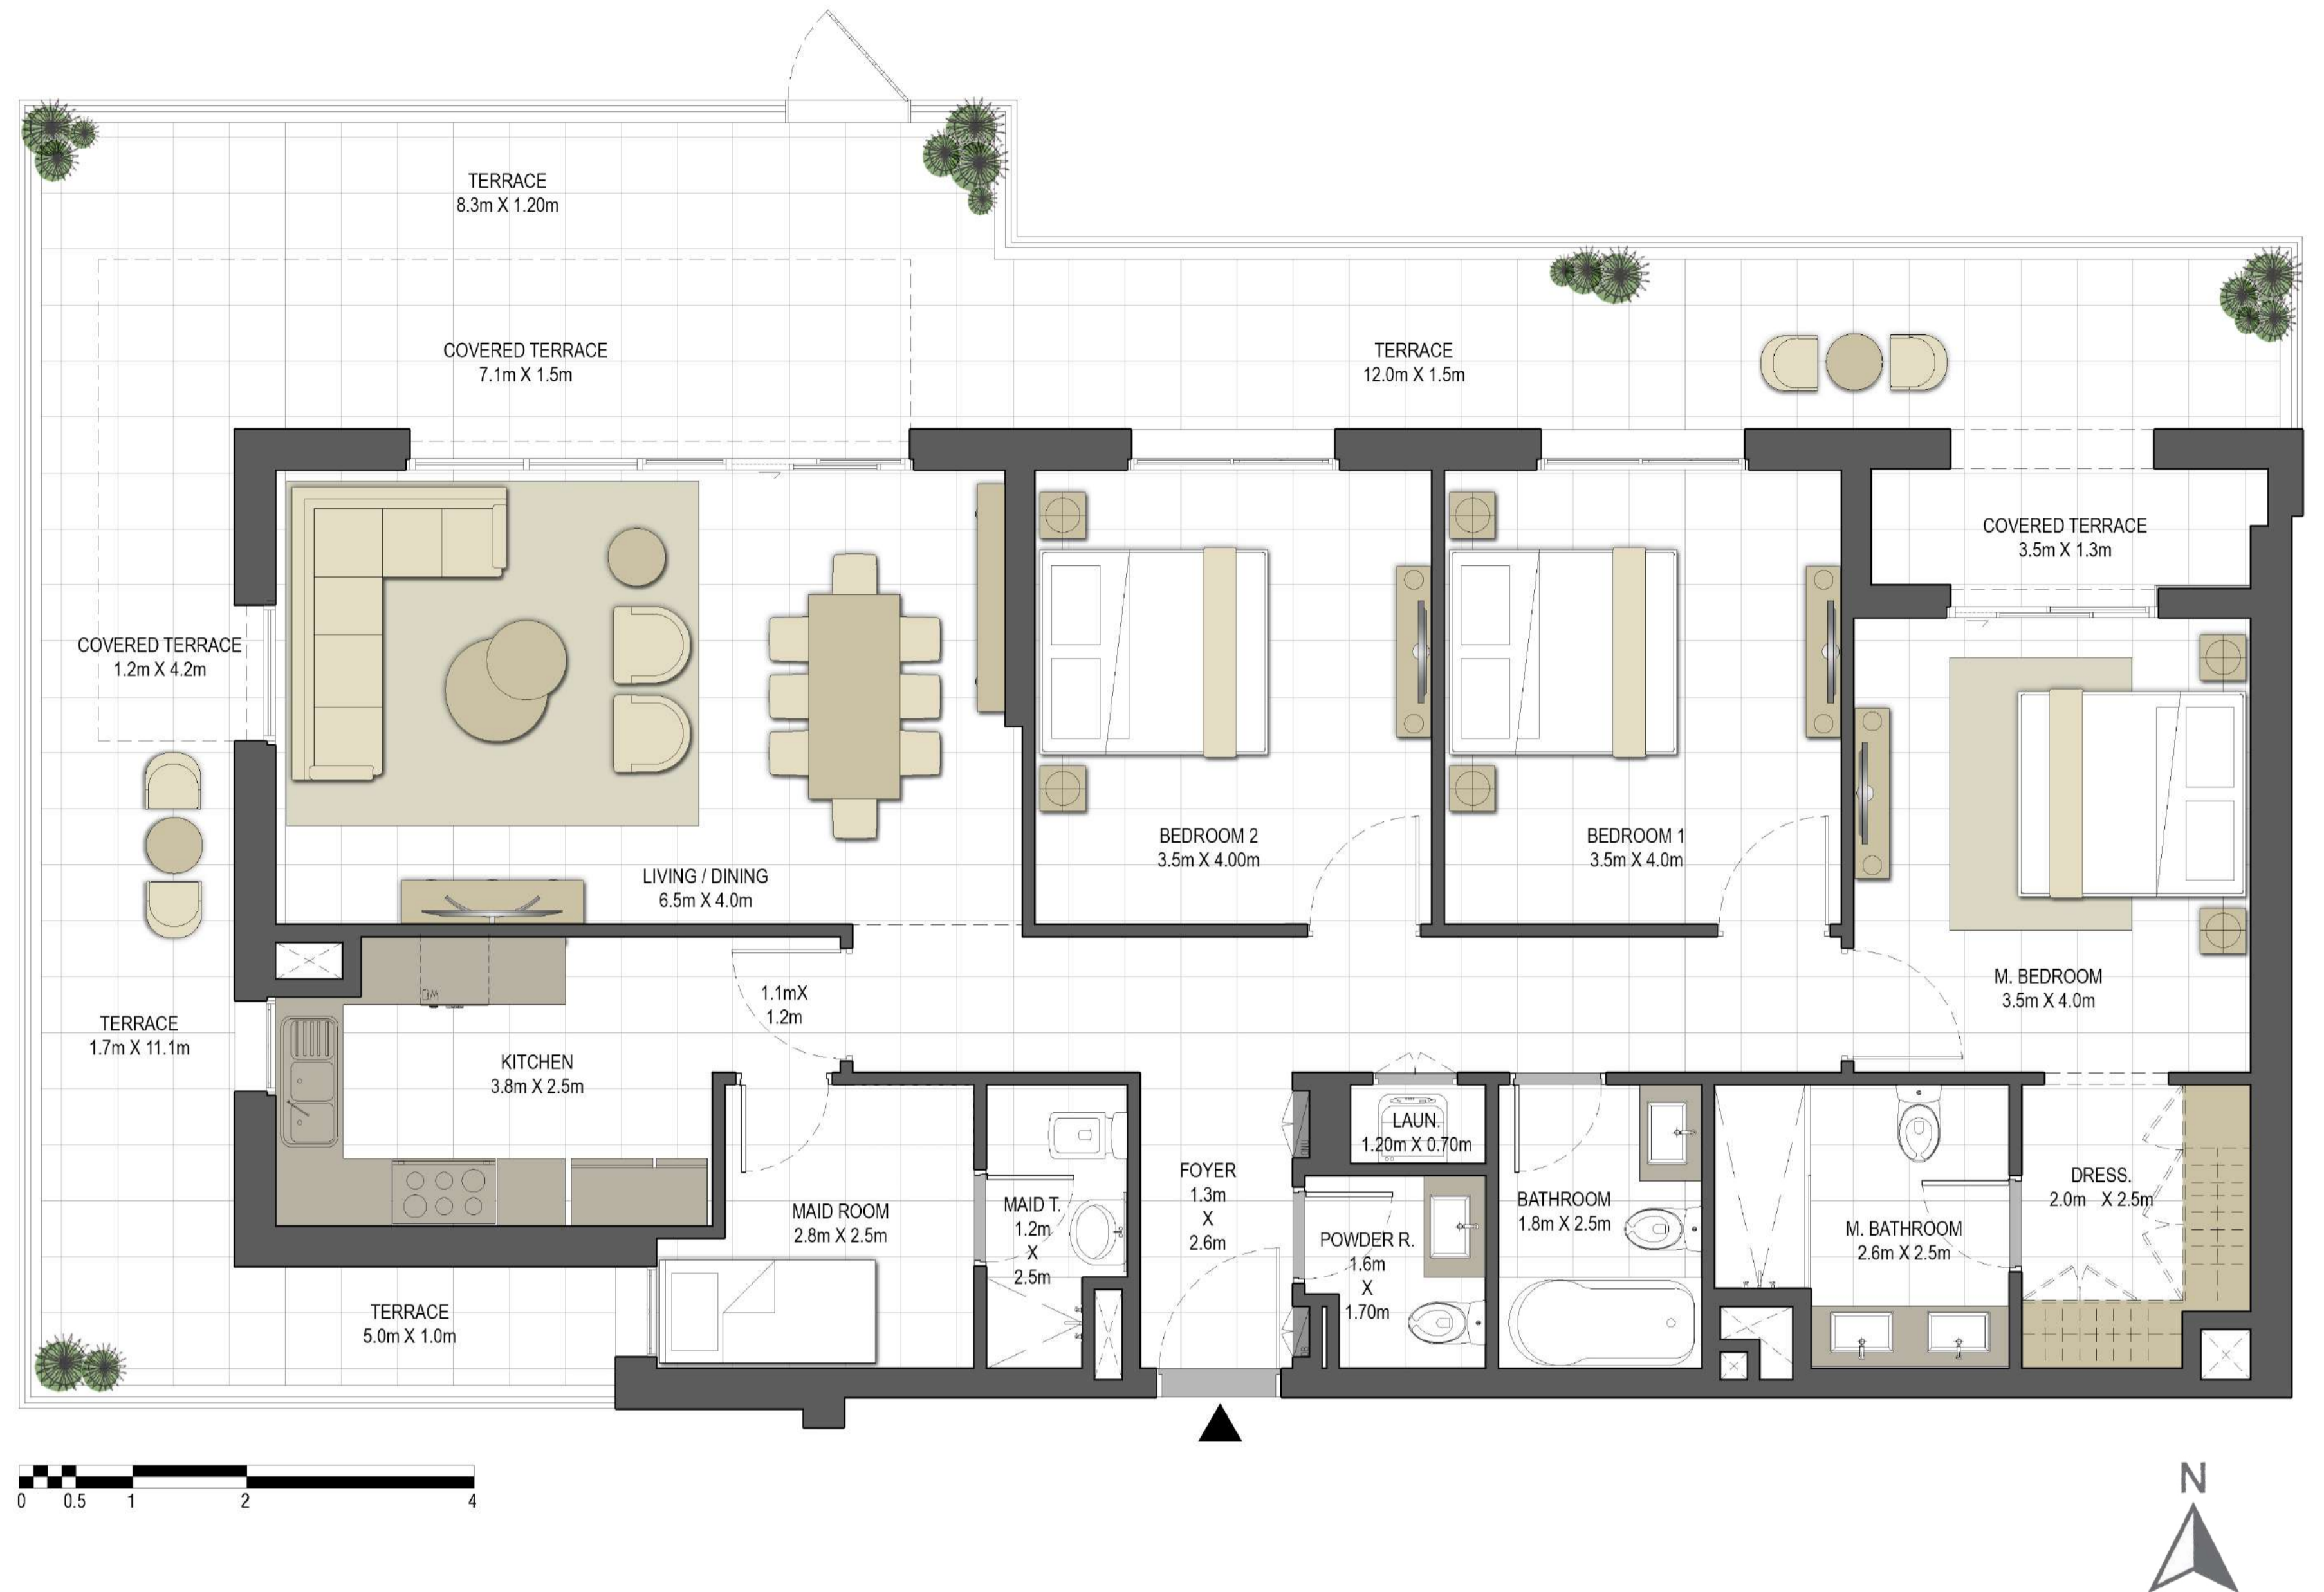 TERRACE
8.3m X 1.20m
COVERED TERRACE
7.1m X 1.5m
TERRACE
12.0m X 1.5m
COVERED TERRACE
3.5m X 1.3m
COVERED TERRACE
1.2m X 4.2m
BEDROOM 2
3.5m X 4.00m
BEDROOM 1
3.5m X 4.0m
LIVING / DINING
6.5m X 4.0m
M. BEDROOM
3.5m X 4.0m
TERRACE
1.7m X 11.1m
1.1mX
1.2m
KITCHEN
3.8m X 2.5m
LAUN.
1.20m X 0.70m
FOYER
1.3m
X
2.6m
MAID ROOM
2.8m X 2.5m
MAID T.
1.2m
X
2.5m
POWDER R.
1.6m
X
1.70m
BATHROOM
1.8m X 2.5m
M. BATHROOM
2.6m X 2.5m
DRESS.
2.0m X 2.5m
TERRACE
5.0m X 1.0m
0 0.5 1 2 4
N